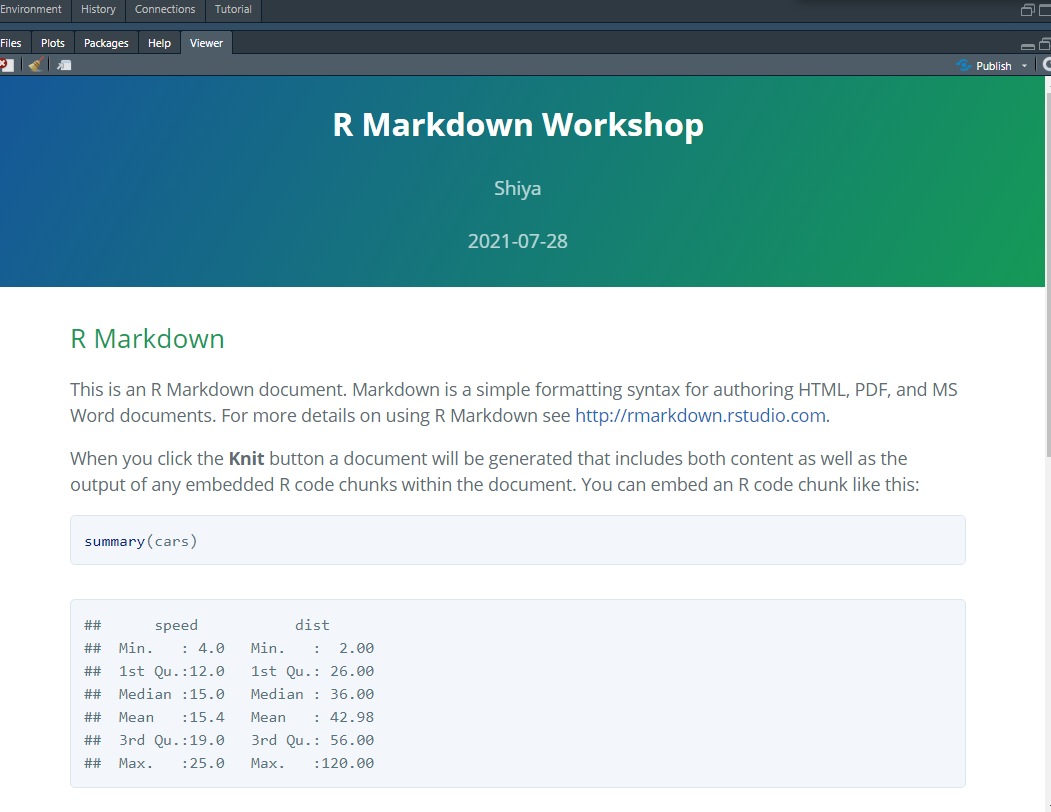 Environment History Connections Tutorial
Files Plots Packages Help Viewer
Publish
R Markdown Workshop
Shiya
2021-07-28
R Markdown
This is an R Markdown document. Markdown is a simple formatting syntax for authoring HTML, PDF, and MS
Word documents. For more details on using R Markdown see http://rmarkdown.rstudio.com.
When you click the Knit button a document will be generated that includes both content as well as the
output of any embedded R code chunks within the document. You can embed an R code chunk like this:
summary(cars)
##      speed           dist
##  Min.   : 4.0   Min.   :  2.00
##  1st Qu.:12.0   1st Qu.: 26.00
##  Median :15.0   Median : 36.00
##  Mean   :15.4   Mean   : 42.98
##  3rd Qu.:19.0   3rd Qu.: 56.00
##  Max.   :25.0   Max.   :120.00